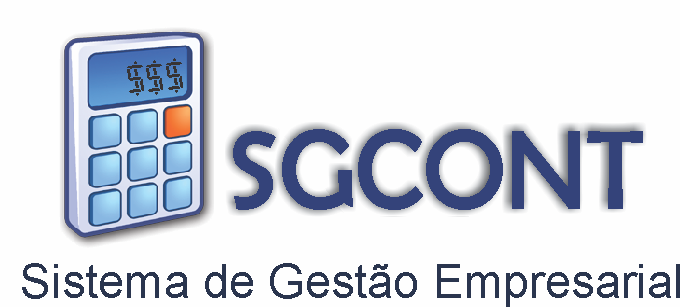 $$$
SGCONT
Sistema de Gestão Empresarial